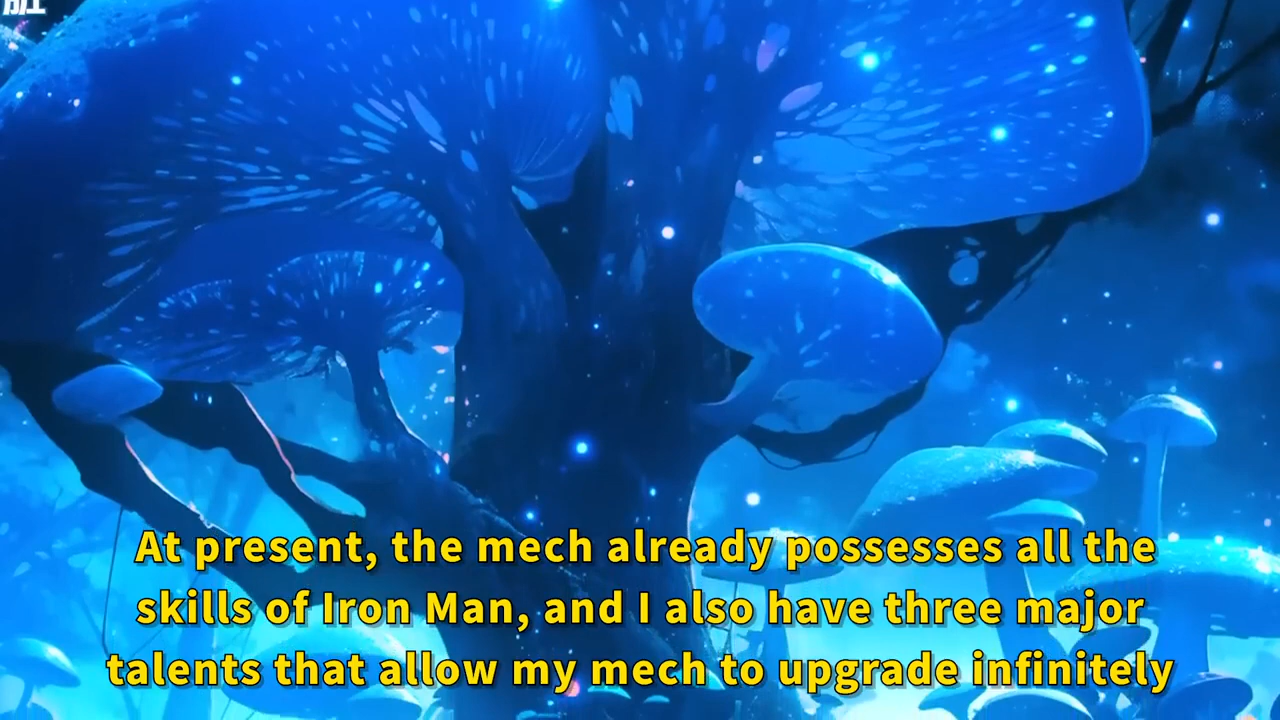 At present, the mech already possesses all the
skills of Iron Man, and I also have three major
talents that allow my mech to upgrade infinitely